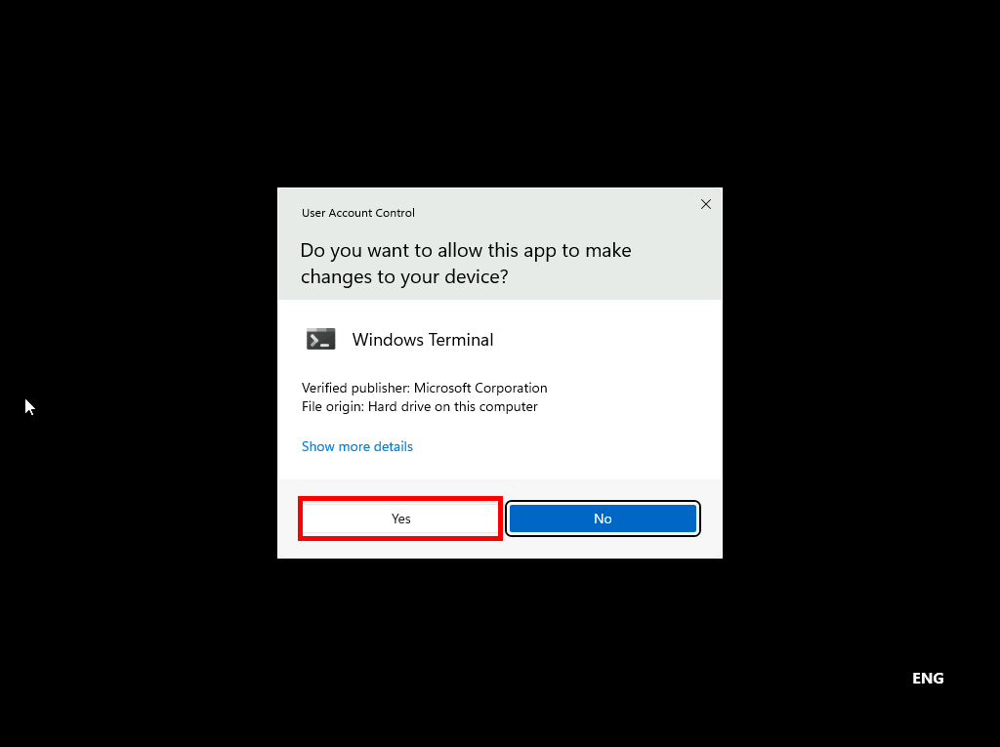 User Account Control
Do you want to allow this app to make
changes to your device?
Windows Terminal
Verified publisher: Microsoft Corporation
File origin: Hard drive on this computer
Show more details
Yes
No
ENG